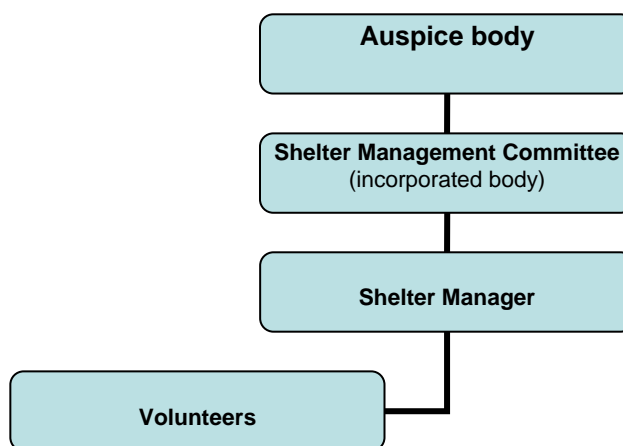 Auspice body
Shelter Management Committee
(incorporated body)
Shelter Manager
Volunteers